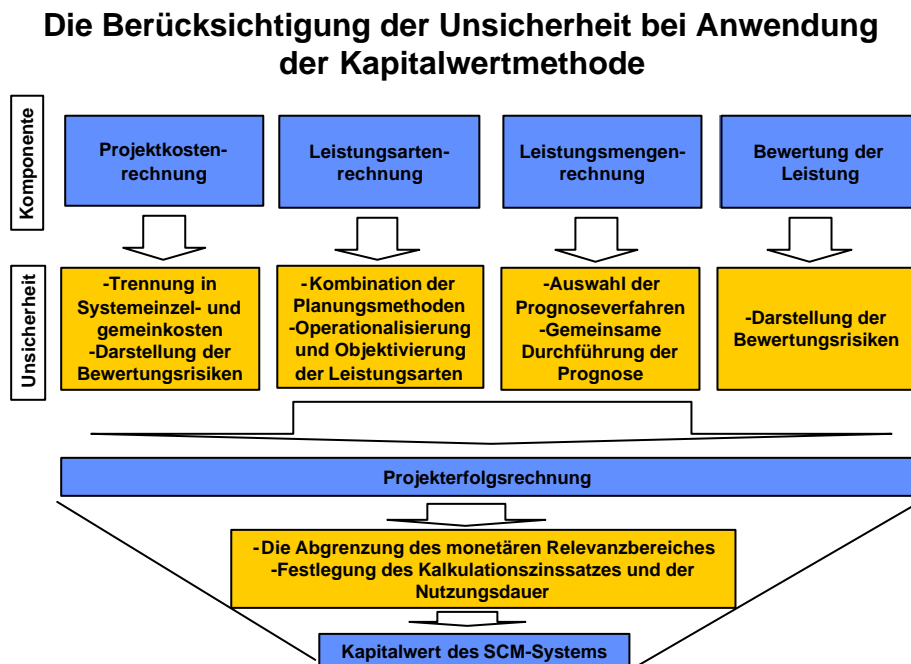 Die Berücksichtigung der Unsicherheit bei Anwendung
der Kapitalwertmethode
Komponente
Projektkosten-
rechnung
Leistungsarten-
rechnung
Leistungsmengen-
rechnung
Bewertung der
Leistung
Unsicherheit
-Trennung in
Systemeinzel- und
gemeinkosten
-Darstellung der
Bewertungsrisiken
-Kombination der
Planungsmethoden
-Operationalisierung
und Objektivierung
der Leistungsarten
-Auswahl der
Prognoseverfahren
-Gemeinsame
Durchführung der
Prognose
-Darstellung der
Bewertungsrisiken
Projekterfolgsrechnung
-Die Abgrenzung des monetären Relevanzbereiches
-Festlegung des Kalkulationszinssatzes und der
Nutzungsdauer
Kapitalwert des SCM-Systems